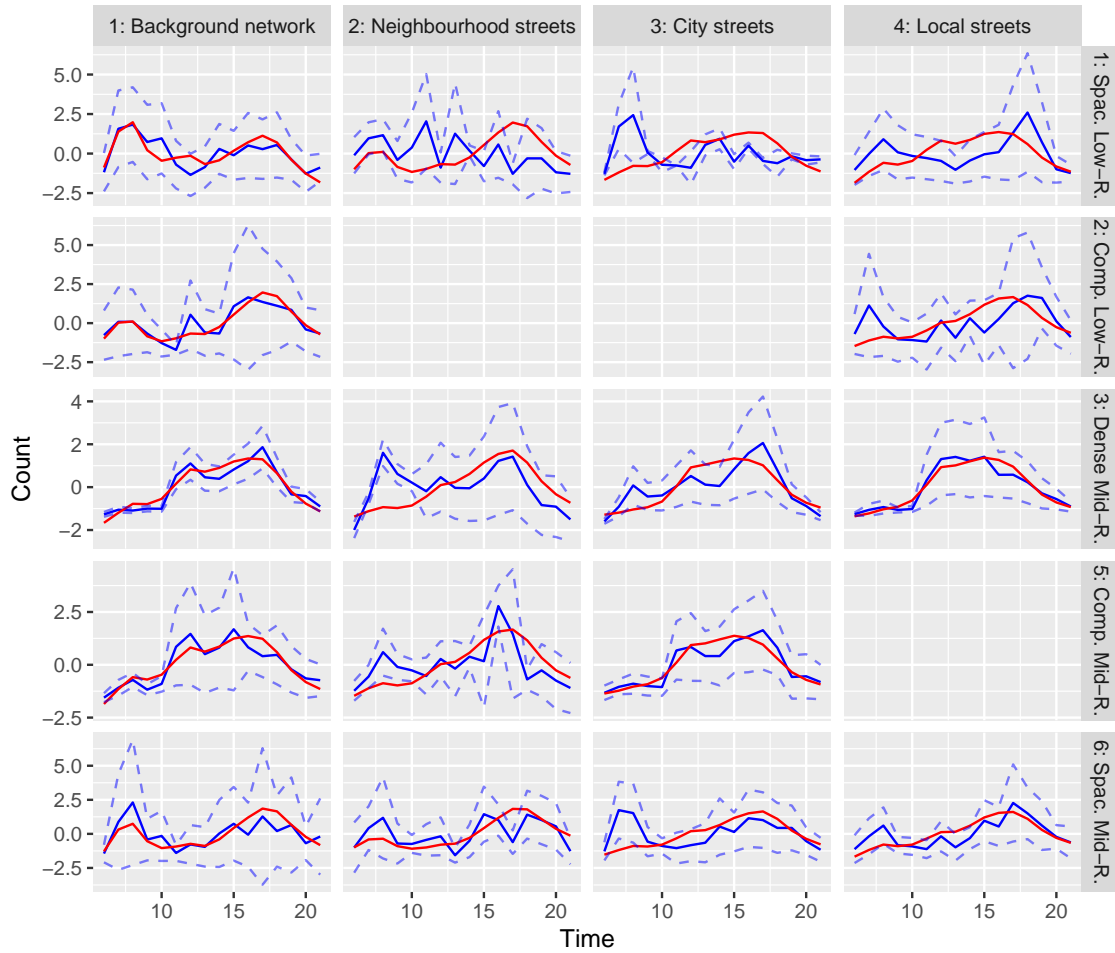 1: Background network
2: Neighbourhood streets
3: City streets
4: Local streets
5.0
2.5
0.0
−2.5
1: Spac. Low−R.
5.0
2.5
0.0
−2.5
2: Comp. Low−R.
4
2
0
−2
3: Dense Mid−R.
2.5
0.0
−2.5
5: Comp. Mid−R.
5.0
2.5
0.0
−2.5
6: Spac. Mid−R.
Count
10 15 20
10 15 20
10 15 20
10 15 20
Time